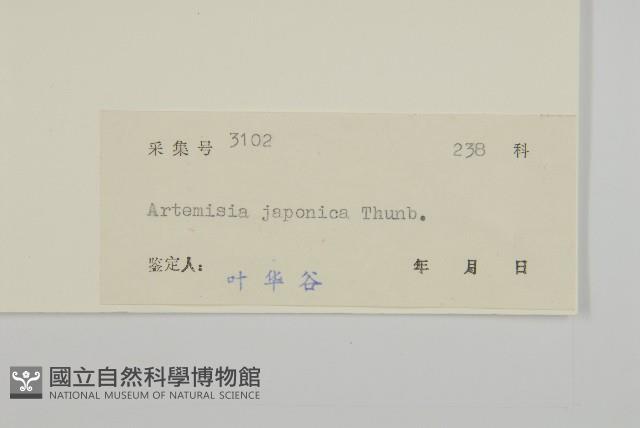 采集号 3102 238 科
Artemisia japonica Thunb.
鉴定人: 叶华谷 年 月 日
國立自然科學博物館
NATIONAL MUSEUM OF NATURAL SCIENCE